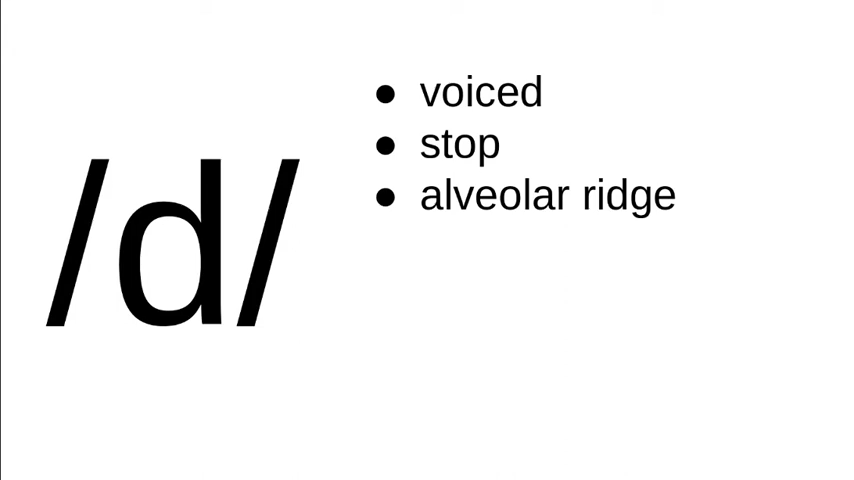 /d/
● voiced
● stop
● alveolar ridge